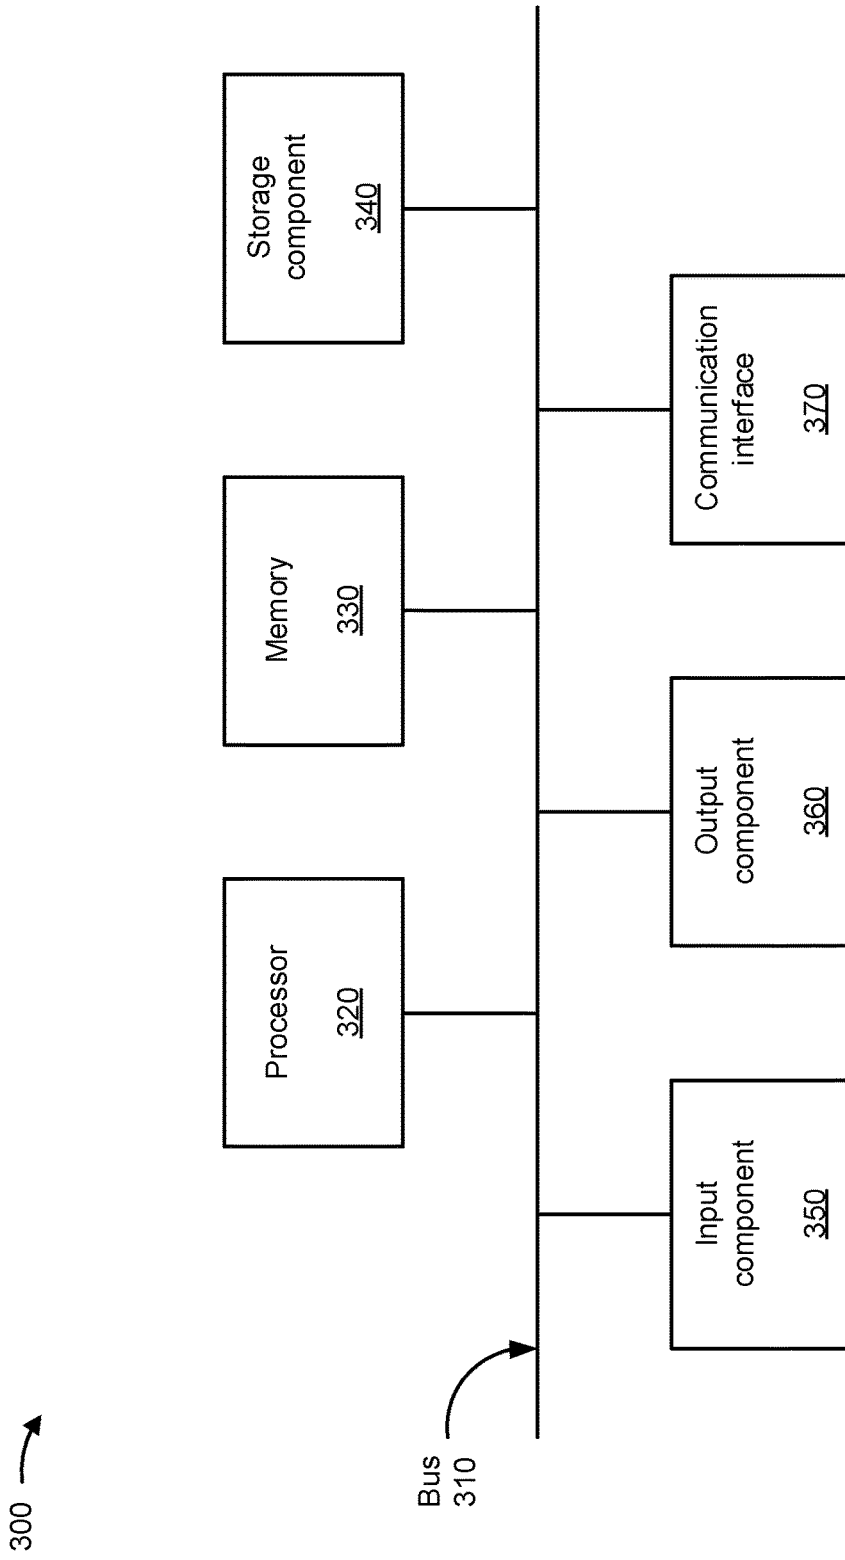 300
Processor
320
Memory
330
Storage
component
340
Bus
310
Input
component
350
Output
component
360
Communication
interface
370